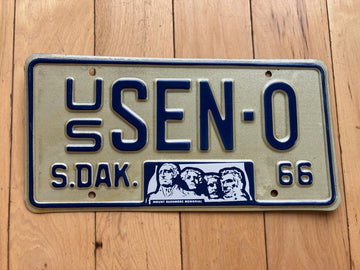 US SEN-0
S.DAK. 66
MOUNT RUSHMORE MEMORIAL